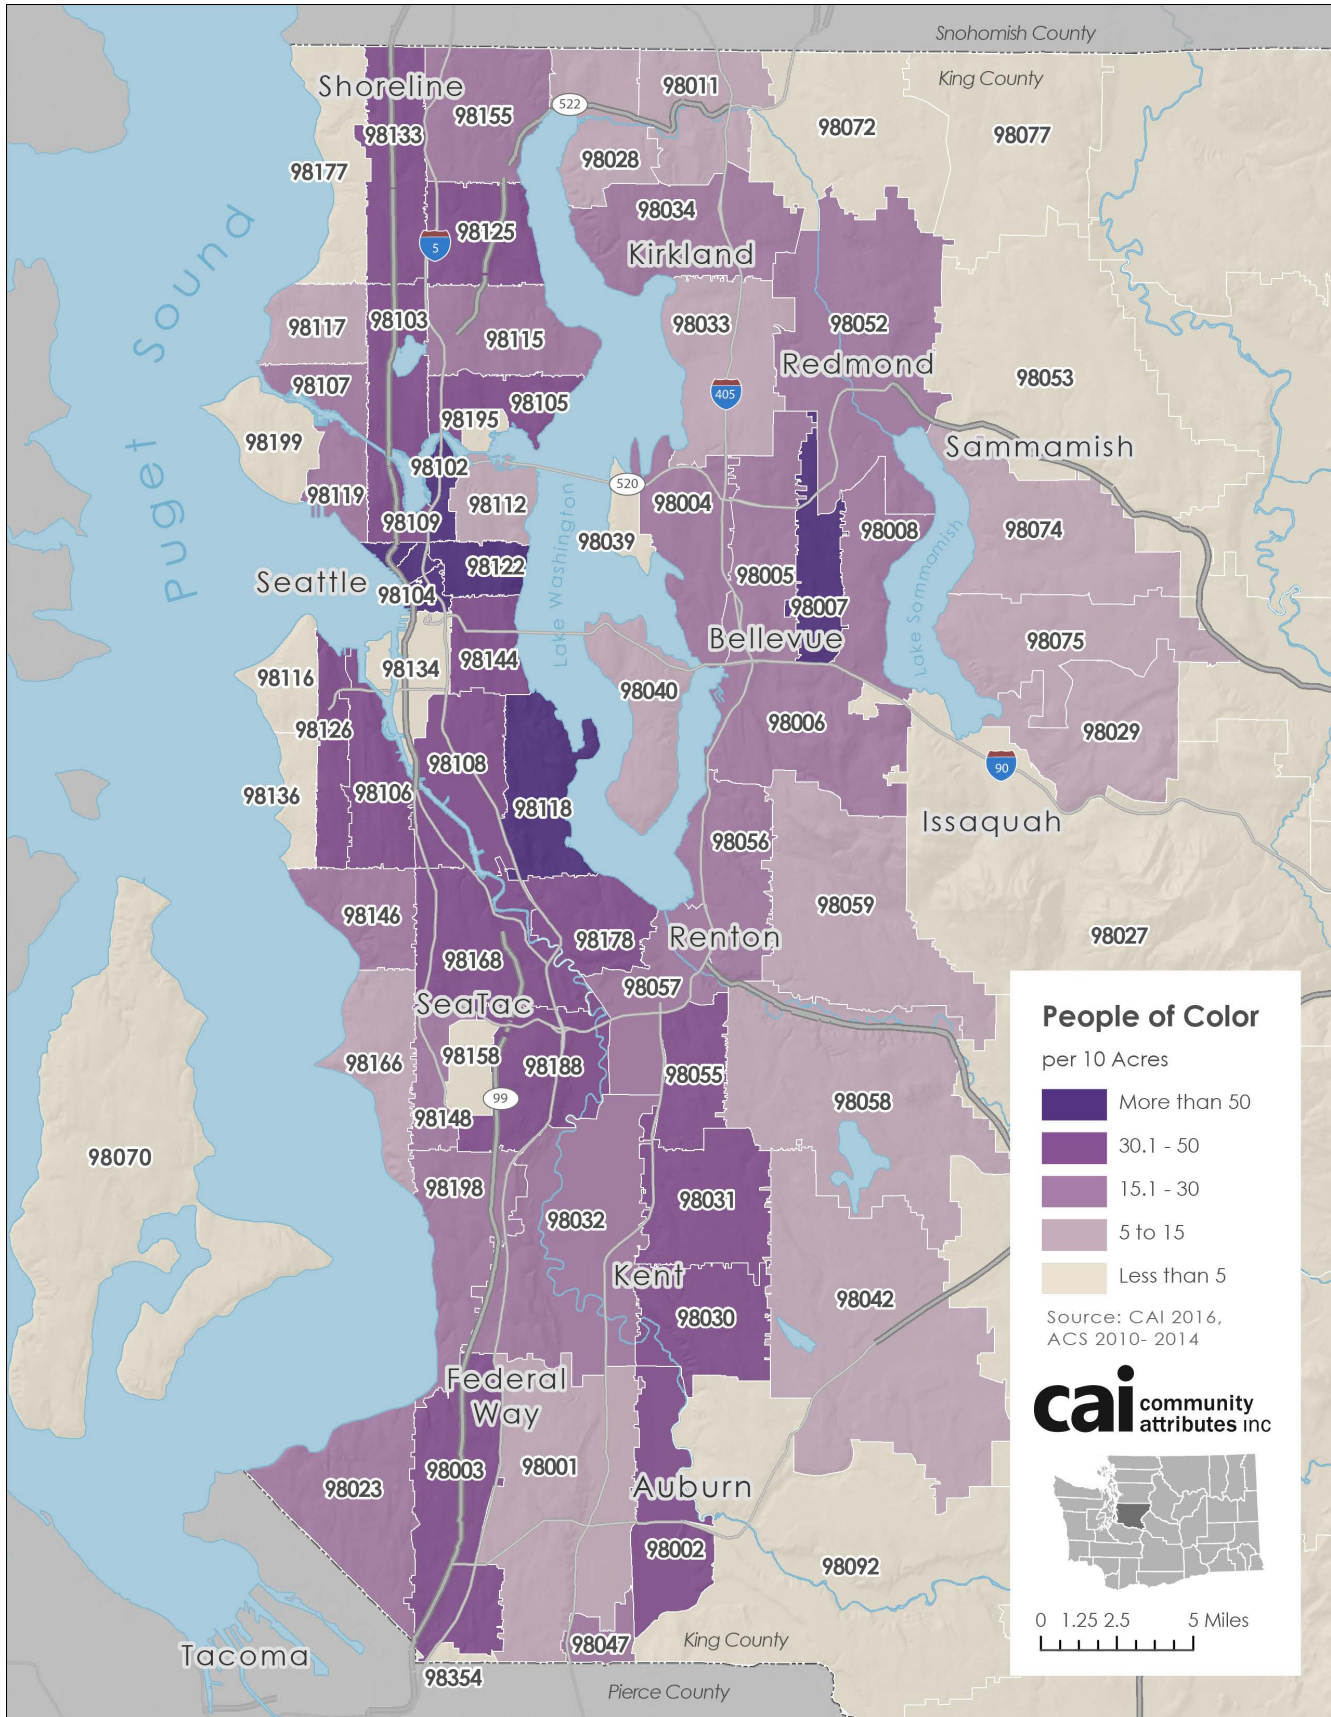 Snohomish County
King County
Shoreline
98011
98155
522
98133
98072
98077
98177
98028
98034
98125
5
Kirkland
Puget Sound
98117
98103
98033
98052
98115
Redmond
98107
98053
405
98105
98195
98199
Sammamish
98102
520
98119
98112
98004
98109
98008
98074
98039
Lake Washington
Lake Sammamish
98122
98005
Seattle
98104
98007
Bellevue
98075
98144
98134
98116
98040
98126
98006
98029
98108
90
98136
98106
98118
Issaquah
98056
98059
98146
98027
98178
Renton
98168
98057
SeaTac
98158
98166
98188
98055
99
98058
98148
98070
98198
98031
98032
Kent
98042
98030
Federal
Way
98001
98003
98023
Auburn
98002
98092
98047
King County
Tacoma
98354
Pierce County
People of Color
per 10 Acres
More than 50
30.1 - 50
15.1 - 30
5 to 15
Less than 5
Source: CAI 2016,
ACS 2010- 2014
cai community
attributes inc
0 1.25 2.5 5 Miles